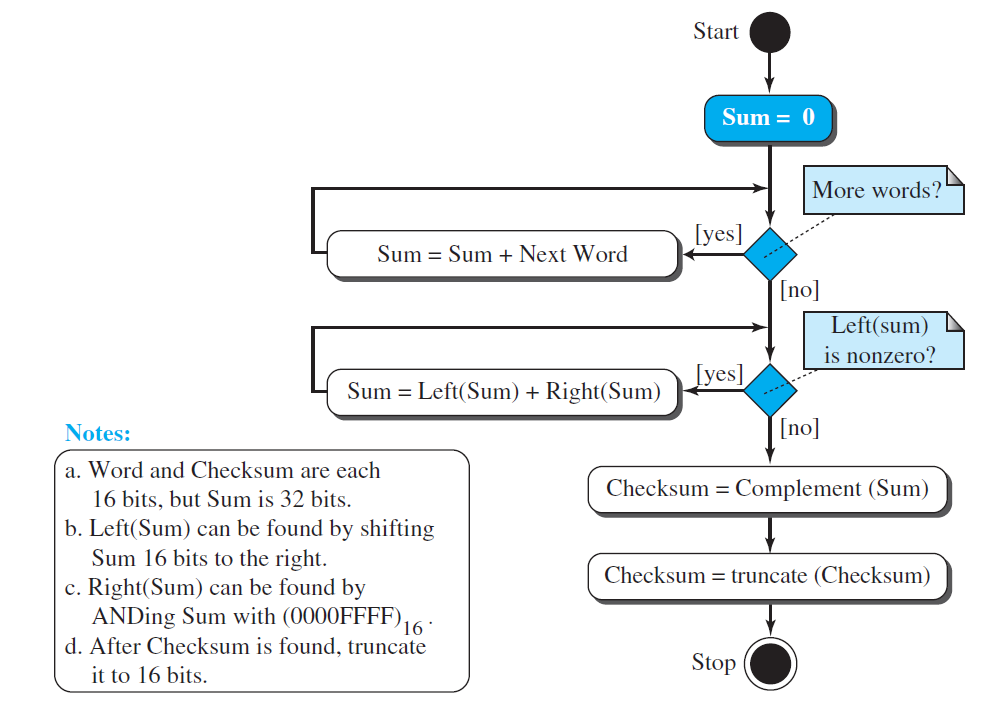 Start
Sum = 0
More words?
[yes]
Sum = Sum + Next Word
[no]
Left(sum)
is nonzero?
[yes]
Sum = Left(Sum) + Right(Sum)
[no]
Notes:
a. Word and Checksum are each
16 bits, but Sum is 32 bits.
b. Left(Sum) can be found by shifting
Sum 16 bits to the right.
c. Right(Sum) can be found by
ANDing Sum with (0000FFFF)16.
d. After Checksum is found, truncate
it to 16 bits.
Checksum = Complement (Sum)
Checksum = truncate (Checksum)
Stop